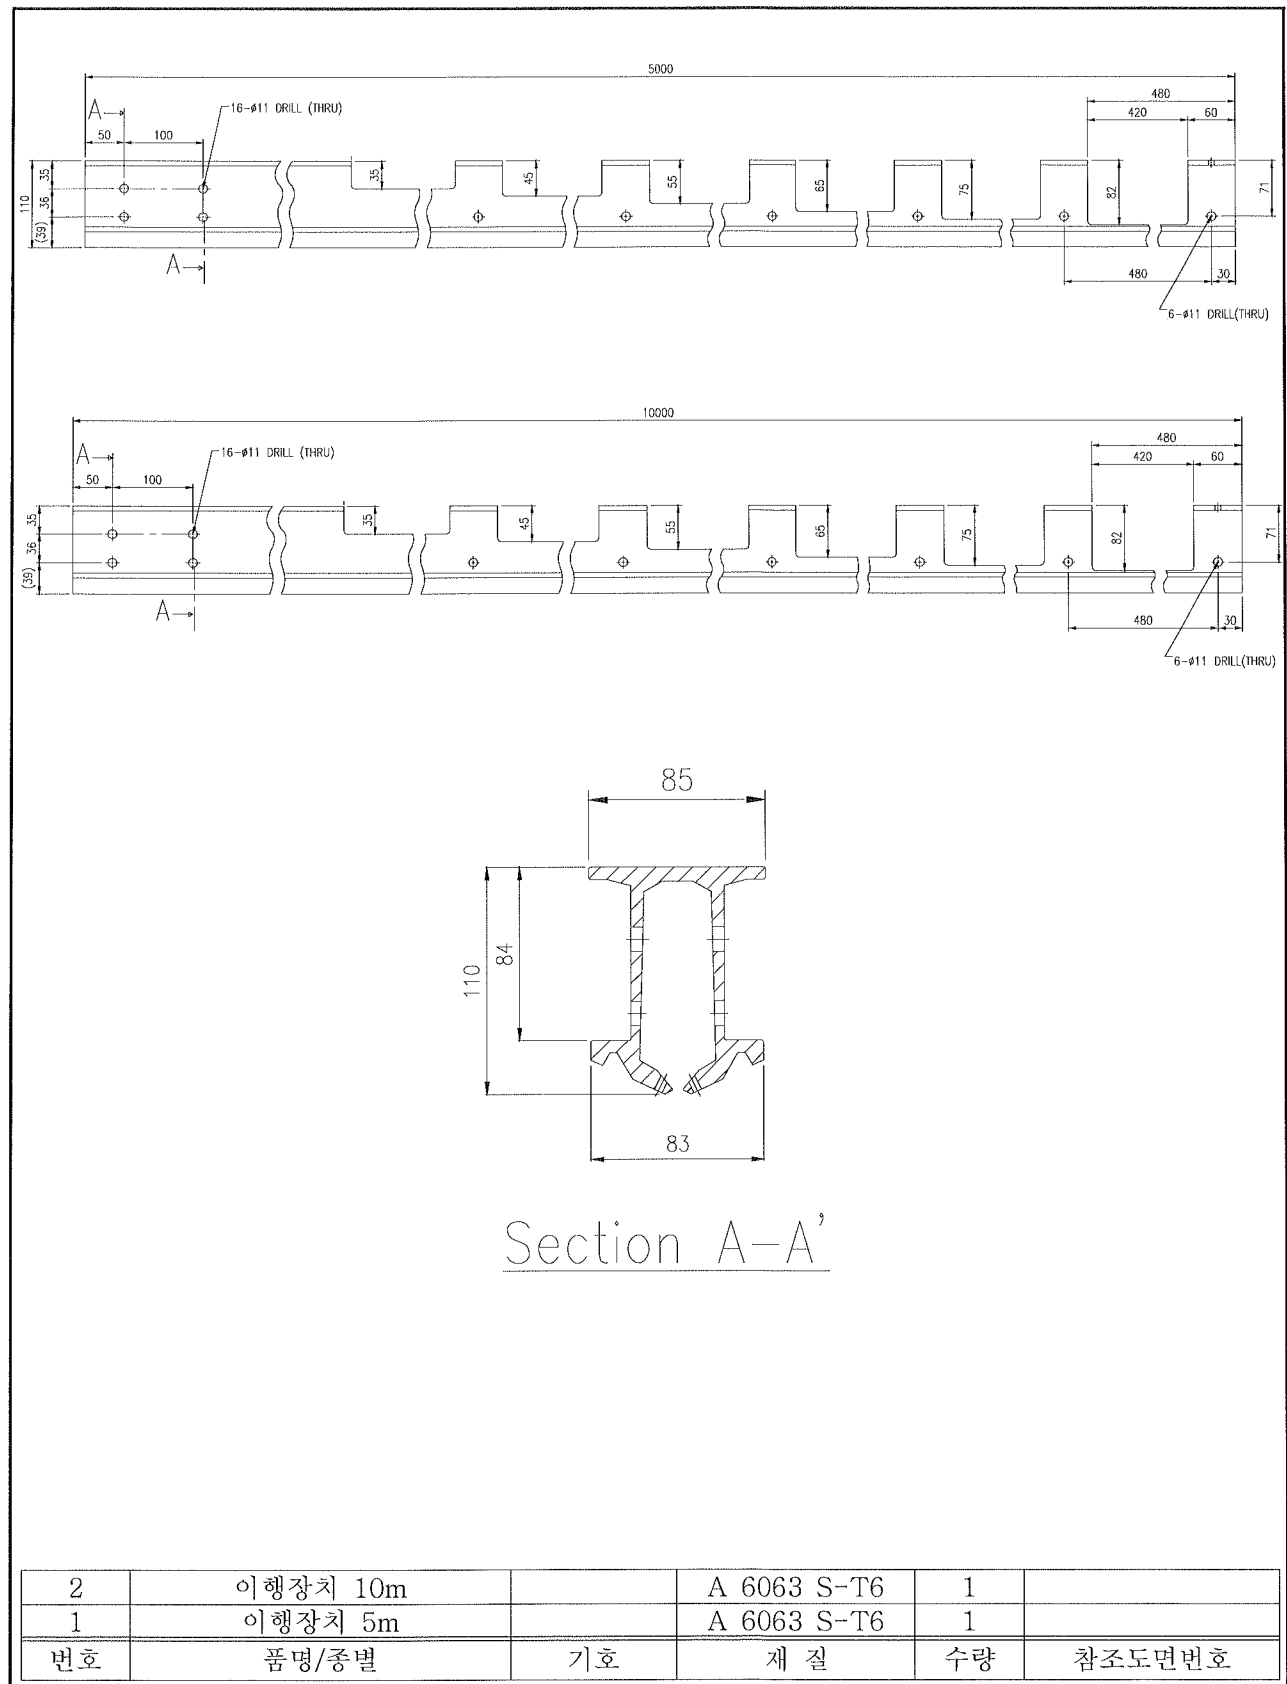 5000
480
420 60
A
16-ø11 DRILL (THRU)
50 100
110
35
36
(39)
35
45
55
65
75
82
71
A
480 30
6-ø11 DRILL(THRU)
10000
480
420 60
A
16-ø11 DRILL (THRU)
50 100
35
36
(39)
35
45
55
65
75
82
71
A
480 30
6-ø11 DRILL(THRU)
85
110
84
83
Section A-A'
2 이행장치 10m A 6063 S-T6 1
1 이행장치 5m A 6063 S-T6 1
번호 품명/종별 기호 재 질 수량 참조도면번호